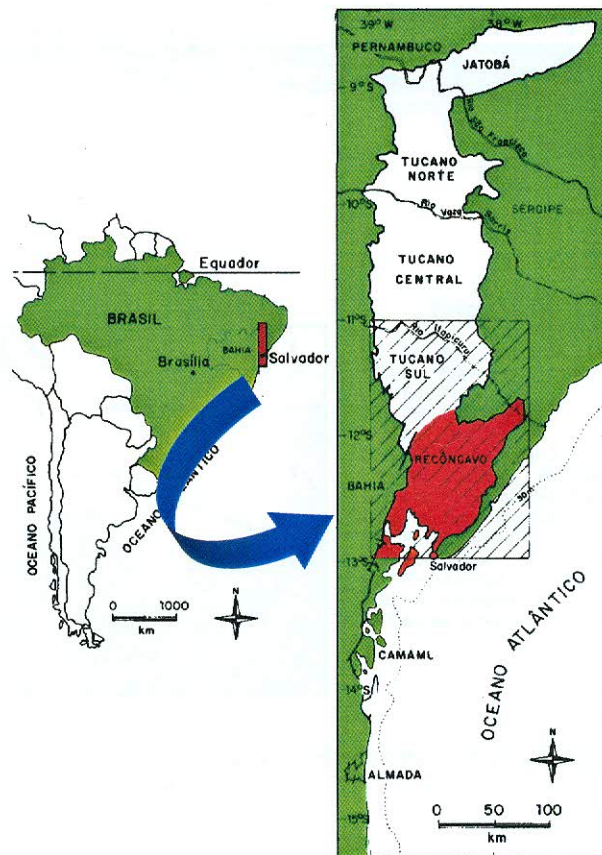 Equador
BRASIL
BAHIA
Brasília
Salvador
OCEANO PACÍFICO
OCEANO ATLÂNTICO
N
0 1000
km
39°W
38°W
PERNAMBUCO
JATOBÁ
9°S
Rio São Francisco
TUCANO
NORTE
10°S
Rio Vaza
Barris
SERGIPE
TUCANO
CENTRAL
11°S
Rio Itapicuru
TUCANO
SUL
12°S
RECÔNCAVO
BAHIA
50m
13°S
Salvador
CAMAMU
14°S
OCEANO ATLÂNTICO
N
ALMADA
15°S
0 50 100
km